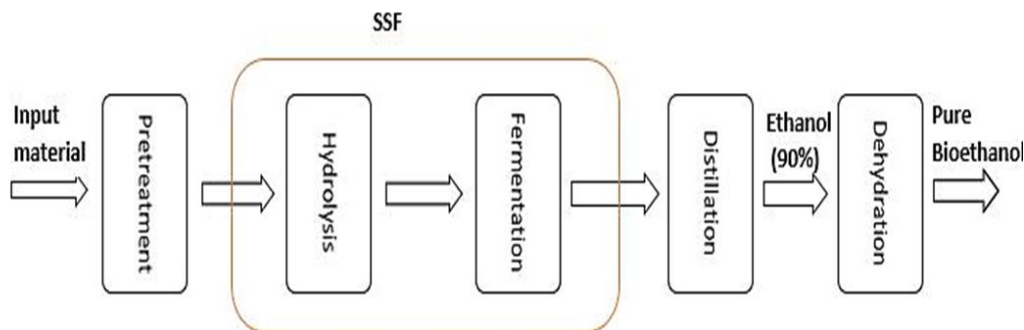 SSF
Input
material
Pretreatment
Hydrolysis
Fermentation
Distillation
Ethanol
(90%)
Dehydration
Pure
Bioethanol